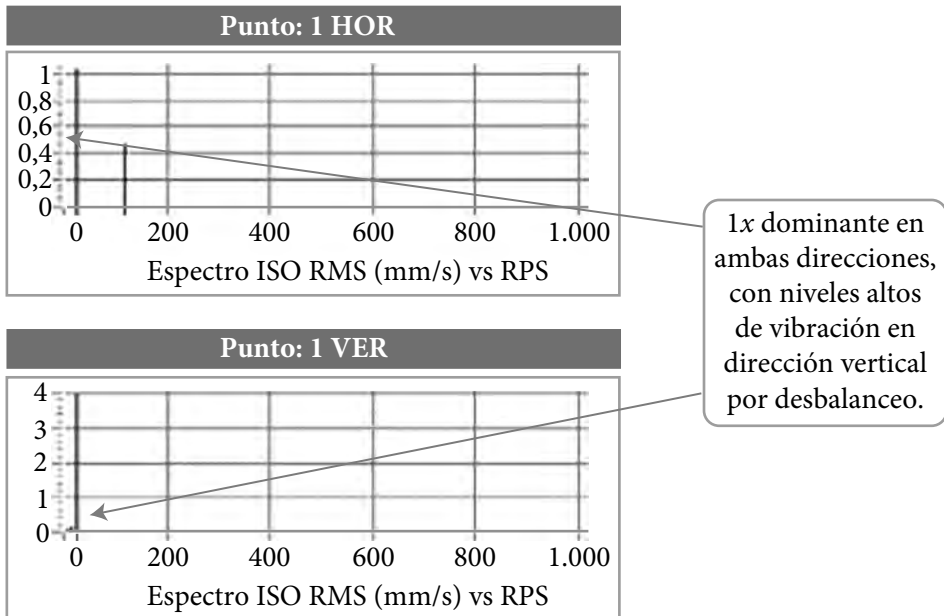 Punto: 1 HOR
1
0,8
0,6
0,4
0,2
0
0 200 400 600 800 1.000
Espectro ISO RMS (mm/s) vs RPS
1x dominante en
ambas direcciones,
con niveles altos
de vibración en
dirección vertical
por desbalanceo.
Punto: 1 VER
4
3
2
1
0
0 200 400 600 800 1.000
Espectro ISO RMS (mm/s) vs RPS